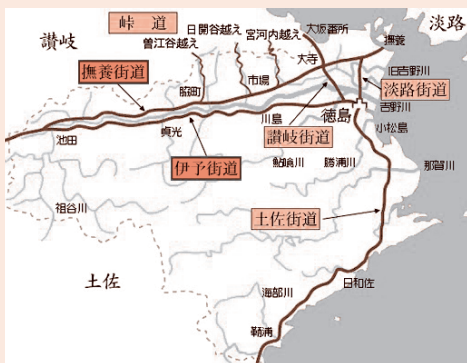 峠 道
大坂番所
淡路
讃岐
日開谷越え
宮河内越え
曽江谷越え
撫養
大寺
撫養街道
市場
旧吉野川
淡路街道
脇町
吉野川
川島
徳島
讃岐街道
小松島
池田
貞光
伊予街道
鮎喰川
勝浦川
那賀川
祖谷川
土佐街道
土佐
海部川
日和佐
鞆浦